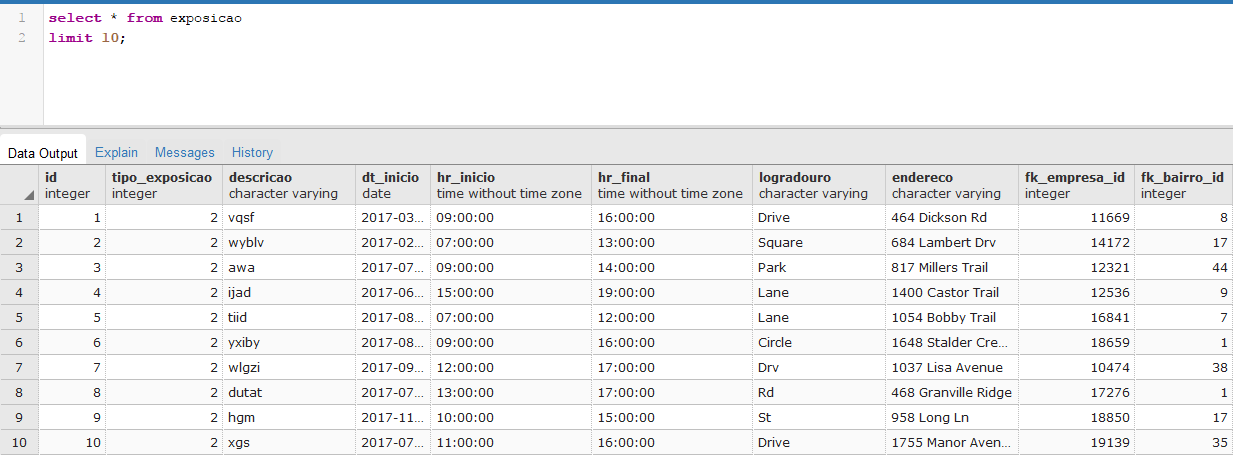 1 select * from exposicao
2 limit 10;
Data Output Explain Messages History
id tipo_exposicao descricao dt_inicio hr_inicio hr_final logradouro endereco fk_empresa_id fk_bairro_id
integer integer character varying date time without time zone time without time zone character varying character varying integer integer
1 1 2 vqsf 2017-03... 09:00:00 16:00:00 Drive 464 Dickson Rd 11669 8
2 2 2 wyblv 2017-02... 07:00:00 13:00:00 Square 684 Lambert Drv 14172 17
3 3 2 awa 2017-07... 09:00:00 14:00:00 Park 817 Millers Trail 12321 44
4 4 2 ijad 2017-06... 15:00:00 19:00:00 Lane 1400 Castor Trail 12536 9
5 5 2 tiid 2017-08... 07:00:00 12:00:00 Lane 1054 Bobby Trail 16841 7
6 6 2 yxiby 2017-08... 09:00:00 16:00:00 Circle 1648 Stalder Cre... 18659 1
7 7 2 wlgzi 2017-09... 12:00:00 17:00:00 Drv 1037 Lisa Avenue 10474 38
8 8 2 dutat 2017-07... 13:00:00 17:00:00 Rd 468 Granville Ridge 17276 1
9 9 2 hgm 2017-11... 10:00:00 15:00:00 St 958 Long Ln 18850 17
10 10 2 xgs 2017-07... 11:00:00 16:00:00 Drive 1755 Manor Aven... 19139 35